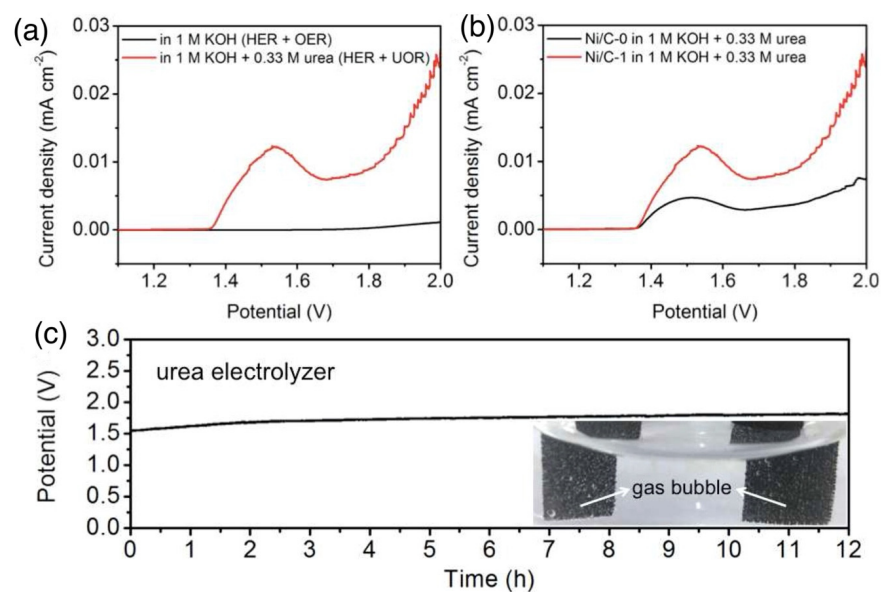 (a)
0.03
0.02
0.01
0.00
Current density (mA cm⁻²)
in 1 M KOH (HER + OER)
in 1 M KOH + 0.33 M urea (HER + UOR)
1.2 1.4 1.6 1.8 2.0
Potential (V)
(b)
0.03
0.02
0.01
0.00
Current density (mA cm⁻²)
Ni/C-0 in 1 M KOH + 0.33 M urea
Ni/C-1 in 1 M KOH + 0.33 M urea
1.2 1.4 1.6 1.8 2.0
Potential (V)
(c)
3.0
2.5
2.0
1.5
1.0
0.5
0.0
Potential (V)
urea electrolyzer
gas bubble
0 1 2 3 4 5 6 7 8 9 10 11 12
Time (h)